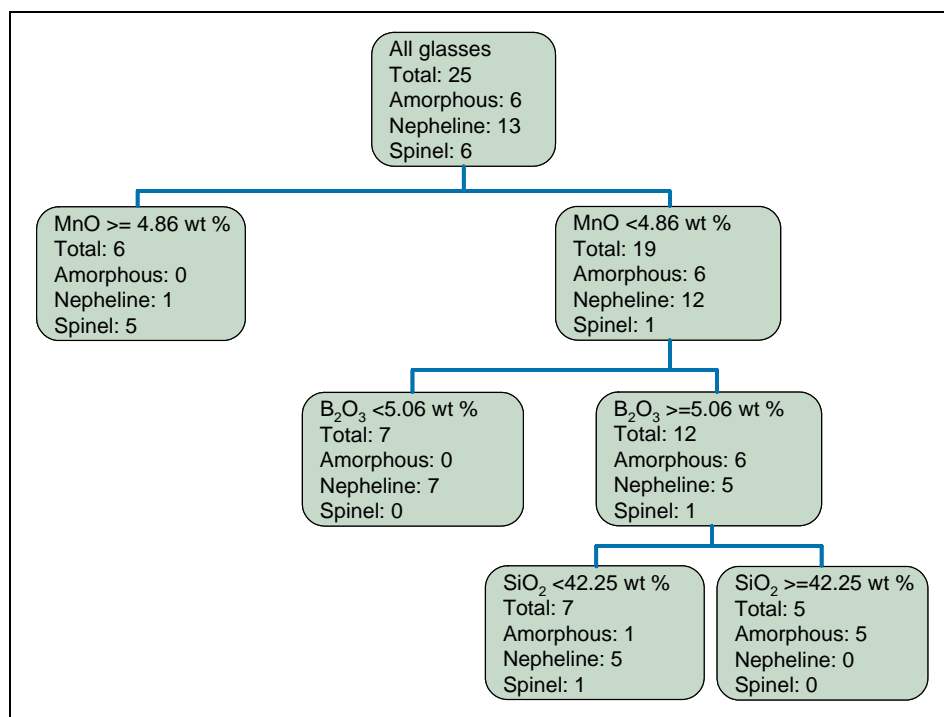 All glasses
Total: 25
Amorphous: 6
Nepheline: 13
Spinel: 6
MnO >= 4.86 wt %
Total: 6
Amorphous: 0
Nepheline: 1
Spinel: 5
MnO <4.86 wt %
Total: 19
Amorphous: 6
Nepheline: 12
Spinel: 1
B₂O₃ <5.06 wt %
Total: 7
Amorphous: 0
Nepheline: 7
Spinel: 0
B₂O₃ >=5.06 wt %
Total: 12
Amorphous: 6
Nepheline: 5
Spinel: 1
SiO₂ <42.25 wt %
Total: 7
Amorphous: 1
Nepheline: 5
Spinel: 1
SiO₂ >=42.25 wt %
Total: 5
Amorphous: 5
Nepheline: 0
Spinel: 0